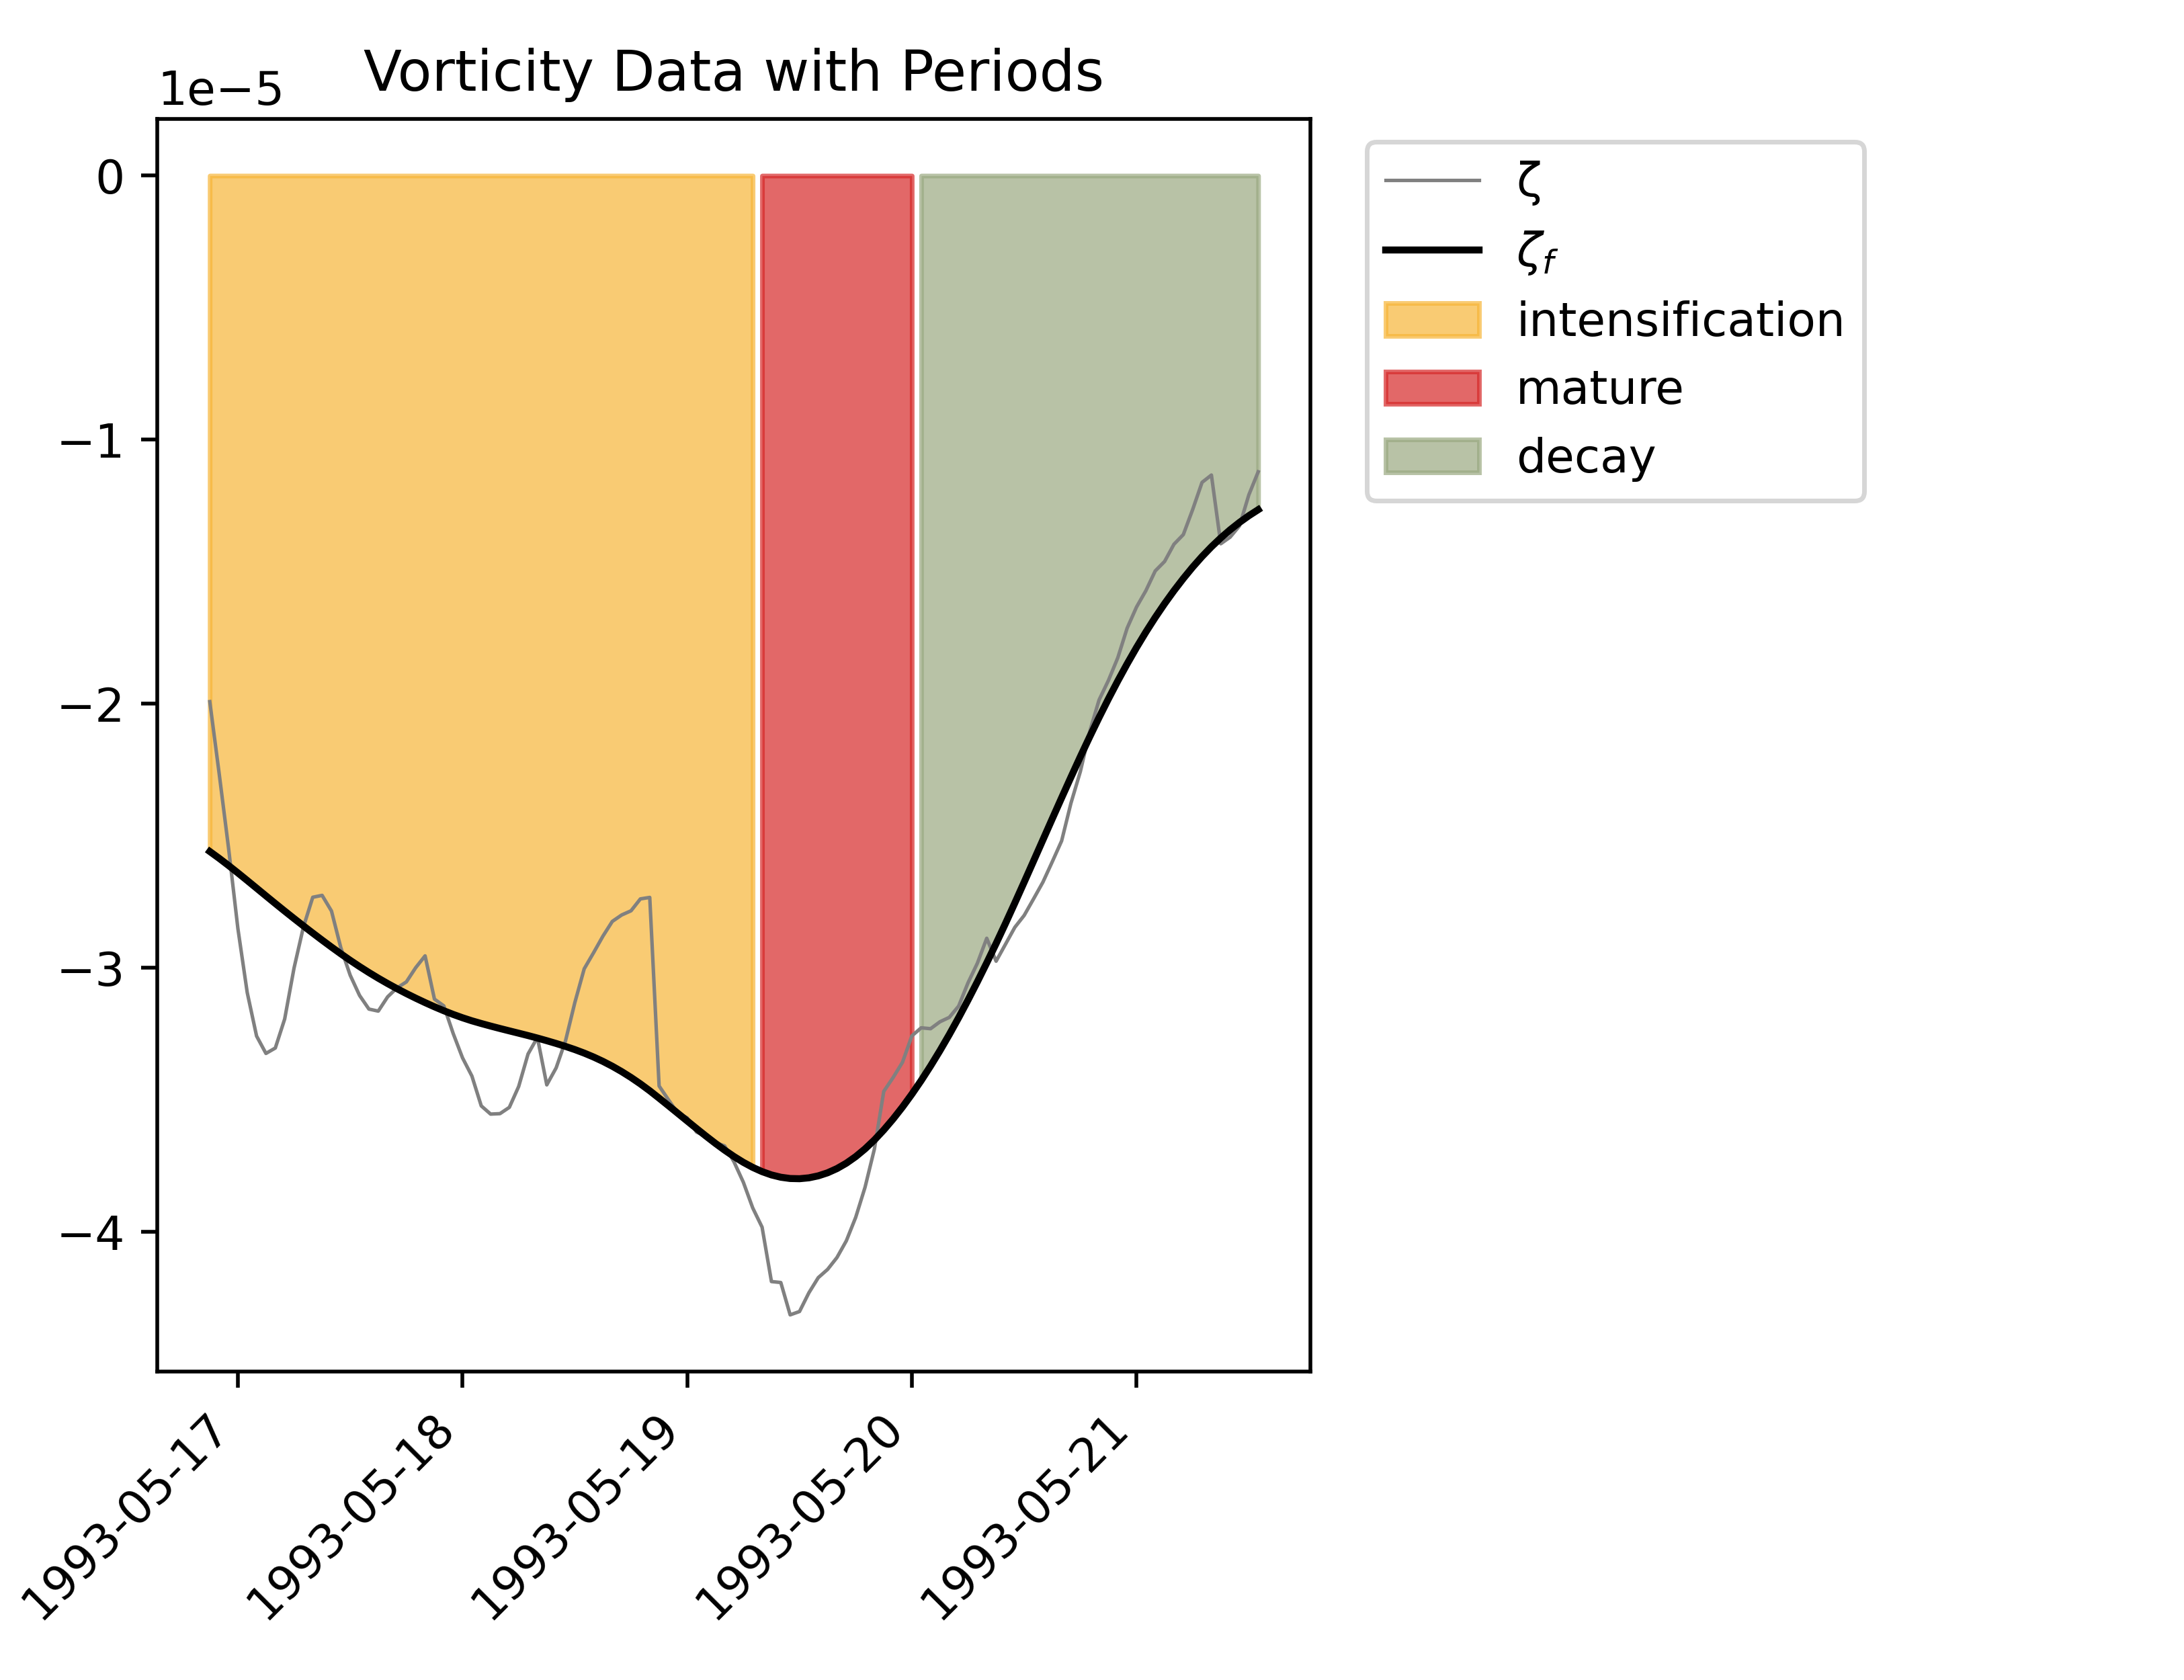 Vorticity Data with Periods
1e−5
0
−1
−2
−3
−4
1993-05-17
1993-05-18
1993-05-19
1993-05-20
1993-05-21
ζ
ζf
intensification
mature
decay